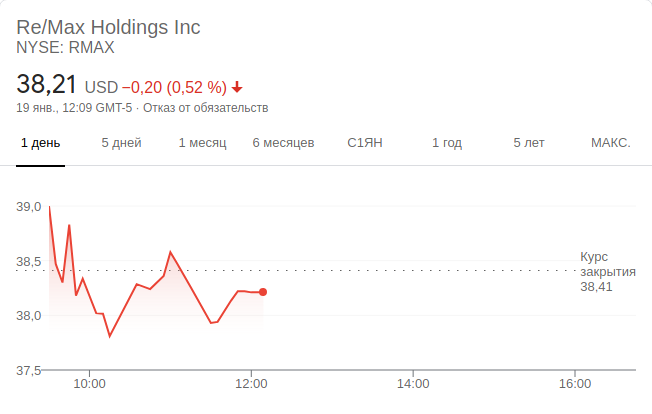 Re/Max Holdings Inc
NYSE: RMAX
38,21 USD −0,20 (0,52 %)
19 янв., 12:09 GMT-5 · Отказ от обязательств
1 день 5 дней 1 месяц 6 месяцев С1ЯН 1 год 5 лет МАКС.
39,0
38,5
38,0
37,5
Курс
закрытия
38,41
10:00 12:00 14:00 16:00